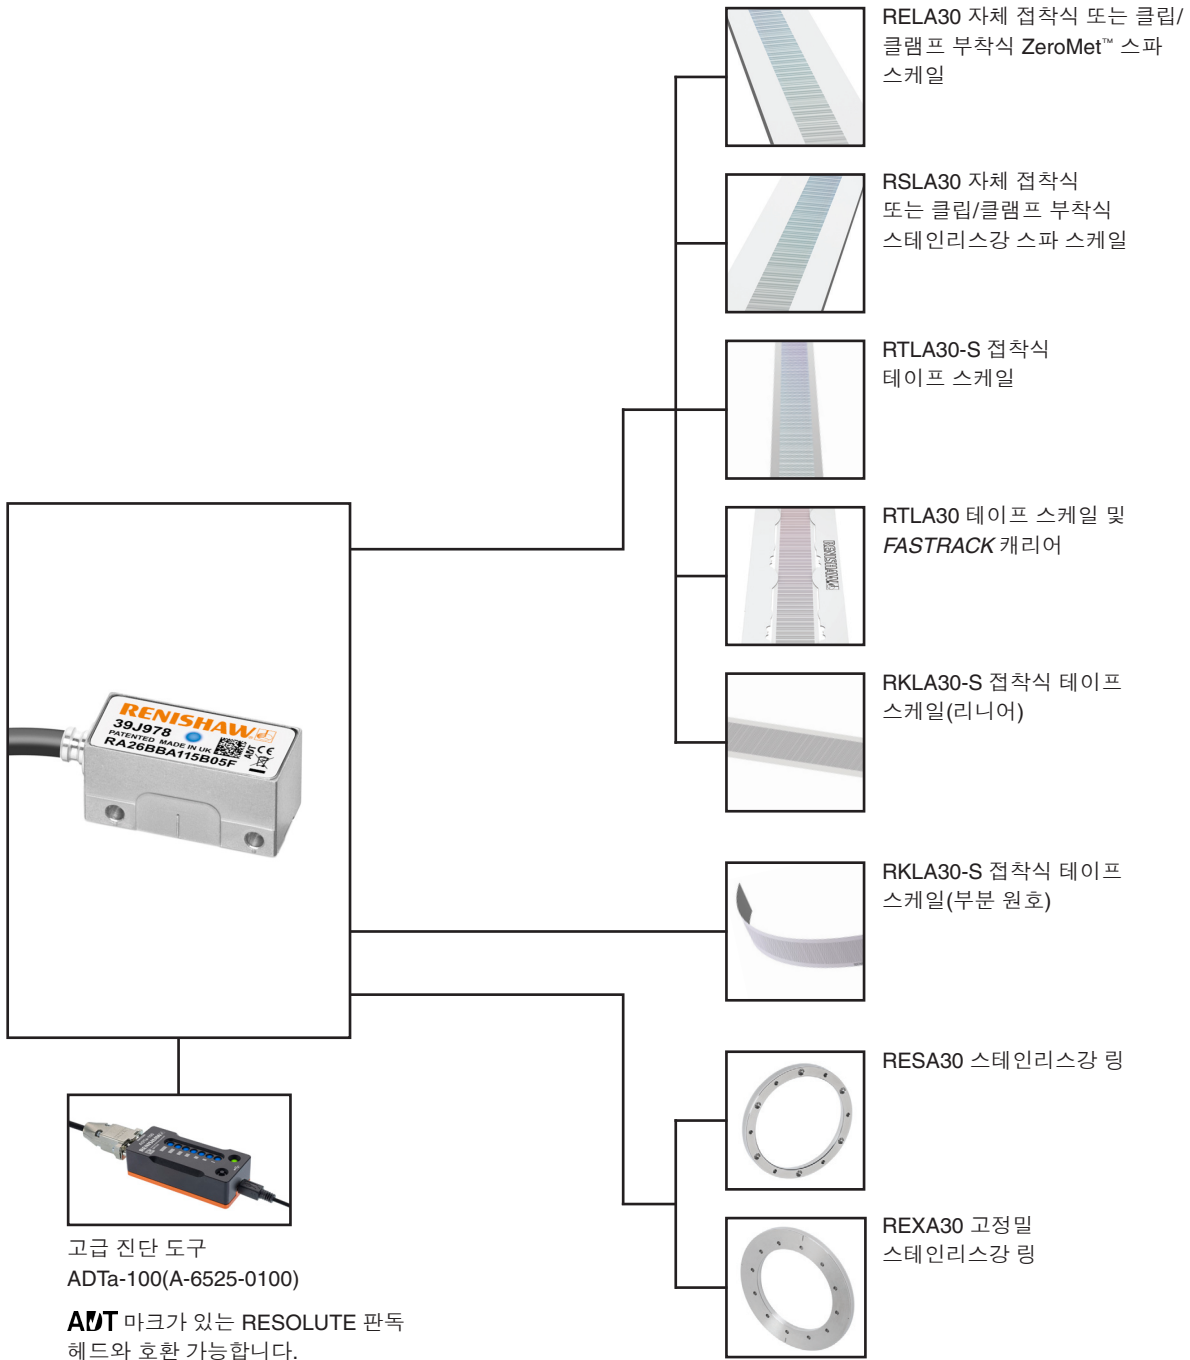 RELA30 자체 접착식 또는 클립/
클램프 부착식 ZeroMet™ 스파
스케일
RSLA30 자체 접착식
또는 클립/클램프 부착식
스테인리스강 스파 스케일
RTLA30-S 접착식
테이프 스케일
RTLA30 테이프 스케일 및
FASTRACK 캐리어
RENISHAW
RKLA30-S 접착식 테이프
스케일(리니어)
RENISHAW
39J978
PATENTED MADE IN UK
RA26BBA115B05F
ADT CE
RKLA30-S 접착식 테이프
스케일(부분 원호)
RESA30 스테인리스강 링
REXA30 고정밀
스테인리스강 링
고급 진단 도구
ADTa-100(A-6525-0100)
ADT 마크가 있는 RESOLUTE 판독
헤드와 호환 가능합니다.